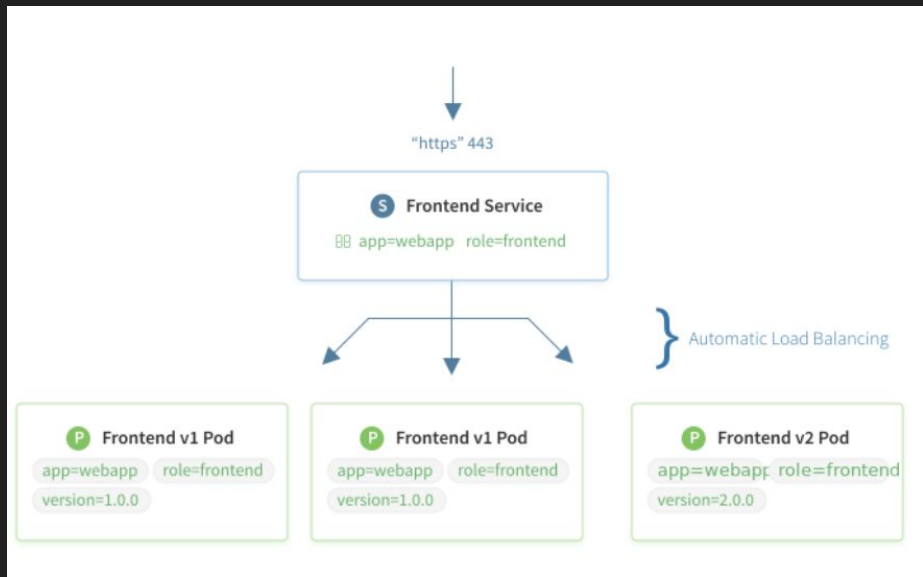 “https” 443
S Frontend Service
app=webapp role=frontend
Automatic Load Balancing
P Frontend v1 Pod
app=webapp role=frontend
version=1.0.0
P Frontend v1 Pod
app=webapp role=frontend
version=1.0.0
P Frontend v2 Pod
app=webapp role=frontend
version=2.0.0